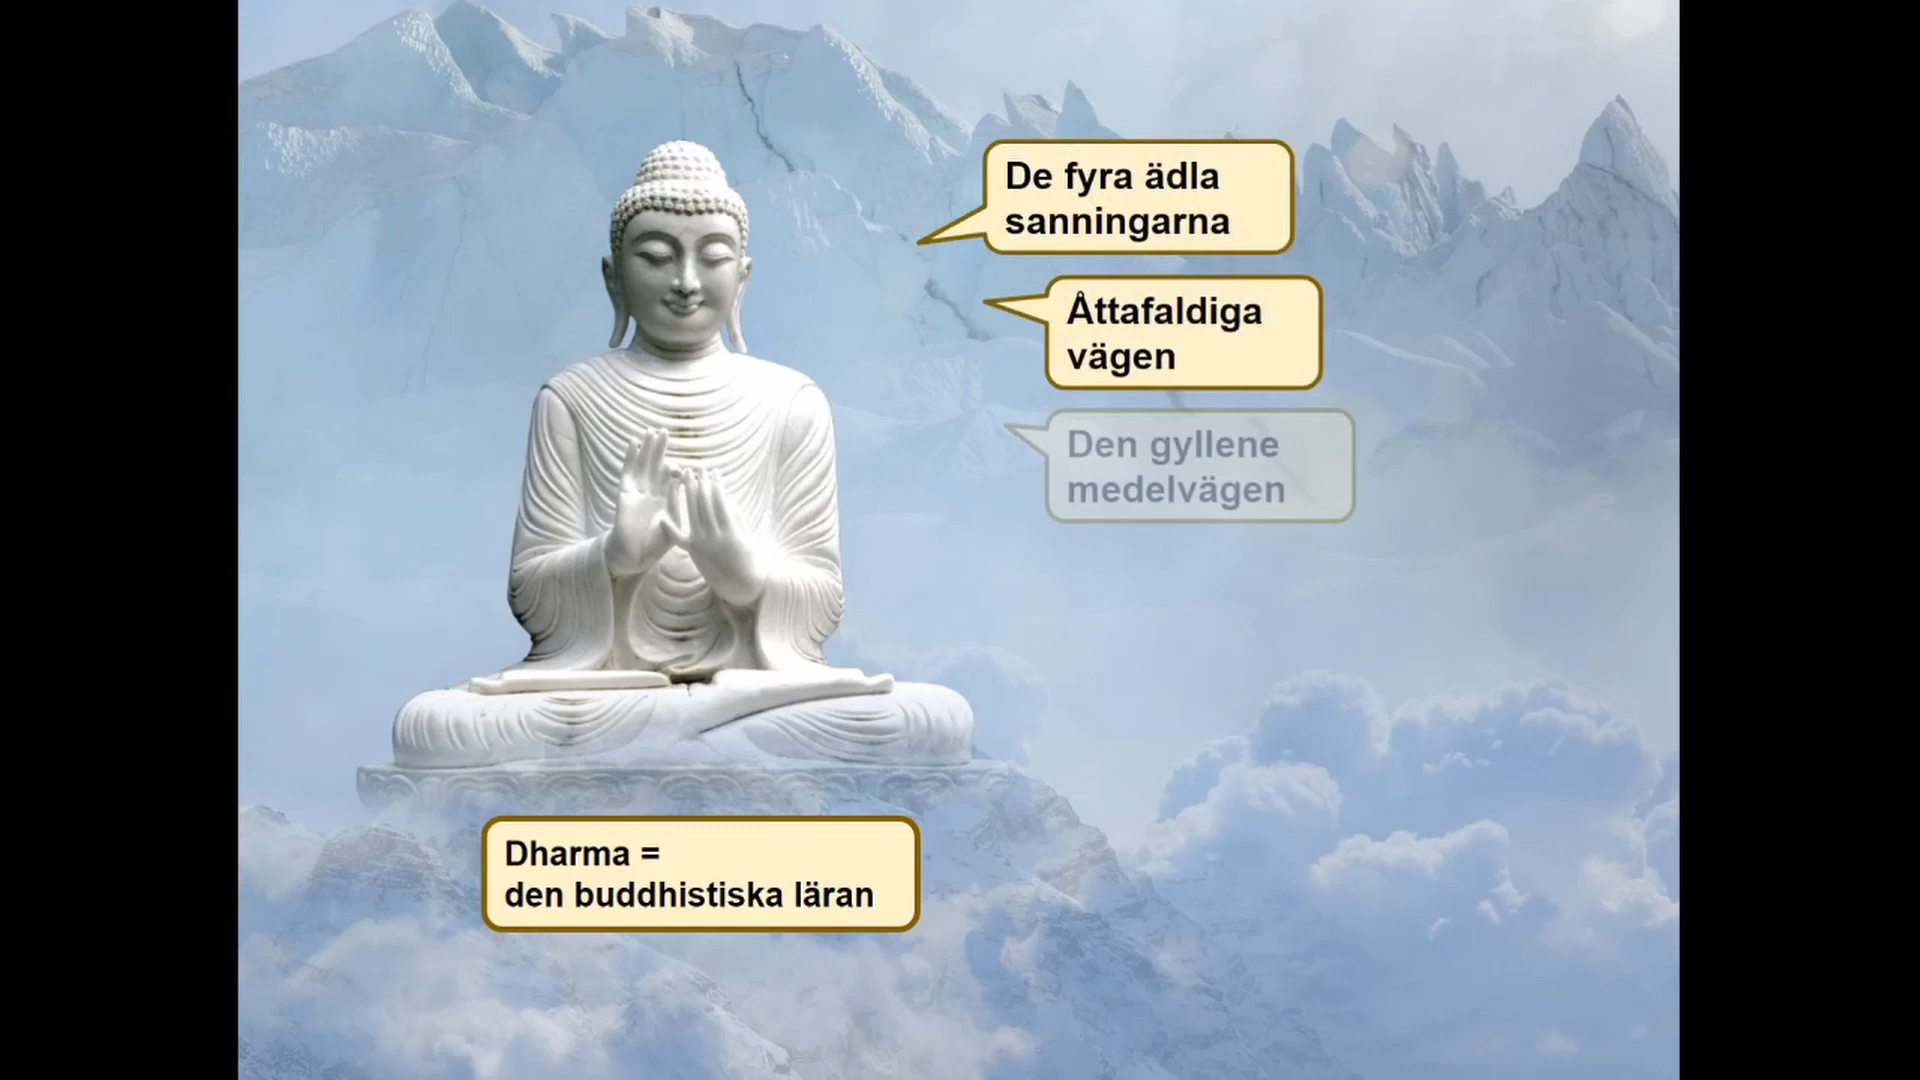 De fyra ädla
sanningarna
Åttafaldiga
vägen
Den gyllene
medelvägen
Dharma =
den buddhistiska läran